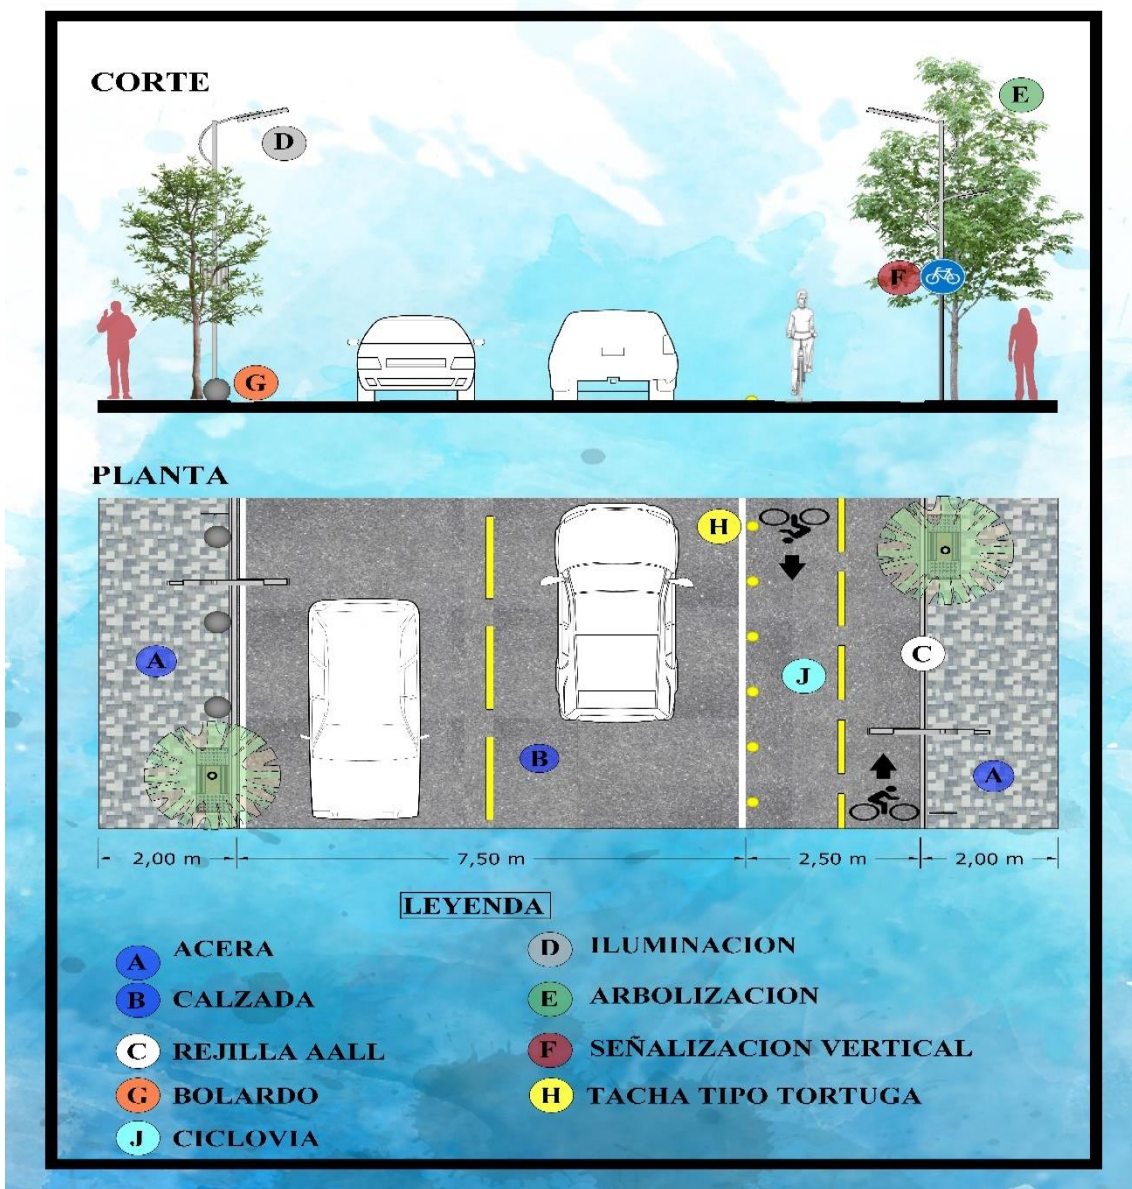 CORTE
D
E
F
G
PLANTA
H
A
J
C
B
A
2,00 m
7,50 m
2,50 m
2,00 m
LEYENDA
A ACERA
B CALZADA
C REJILLA AALL
G BOLARDO
J CICLOVIA
D ILUMINACION
E ARBOLIZACION
F SEÑALIZACION VERTICAL
H TACHA TIPO TORTUGA